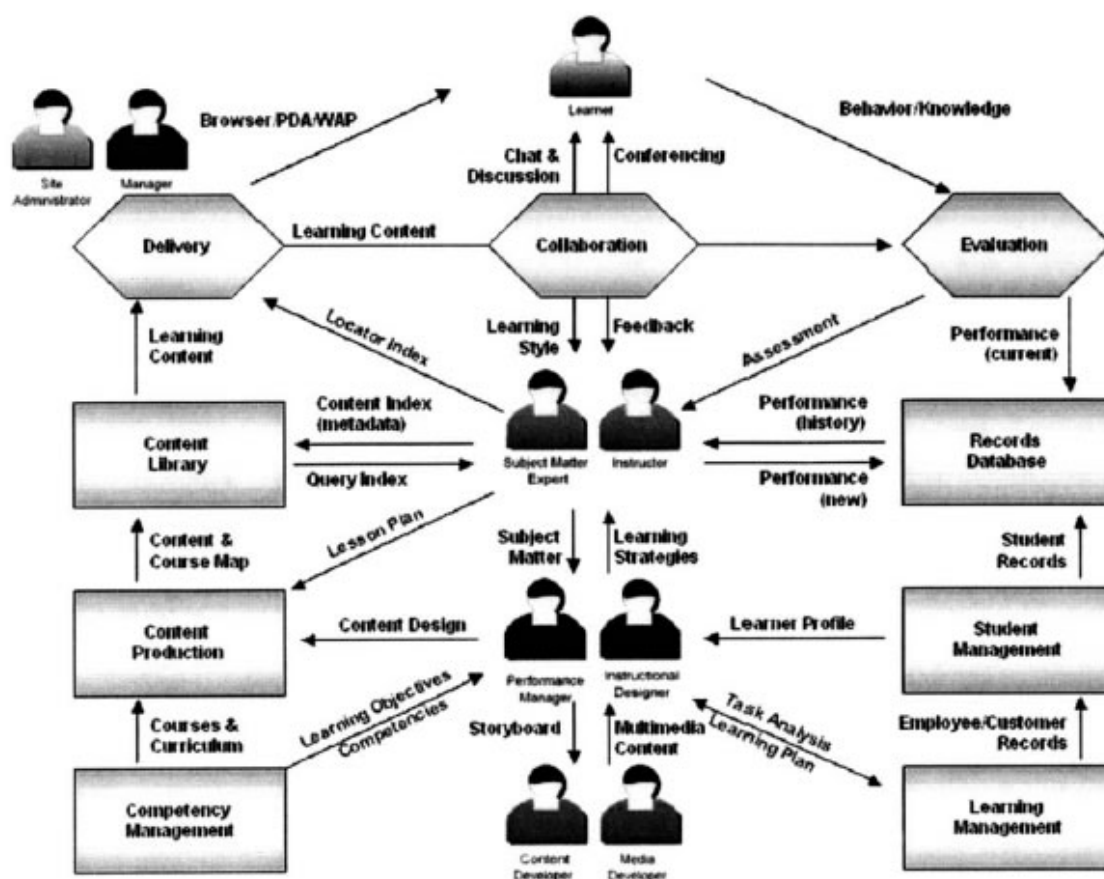 Learner
Browser/PDA/WAP
Behavior/Knowledge
Site
Administrator
Manager
Chat &
Discussion
Conferencing
Delivery
Learning Content
Collaboration
Evaluation
Learning
Content
Locator Index
Learning
Style
Feedback
Assessment
Performance
(current)
Content
Library
Content Index
(metadata)
Query Index
Subject Matter
Expert
Instructor
Performance
(history)
Performance
(new)
Records
Database
Content &
Course Map
Lesson Plan
Subject
Matter
Learning
Strategies
Student
Records
Content
Production
Content Design
Performance
Manager
Instructional
Designer
Learner Profile
Student
Management
Courses &
Curriculum
Learning Objectives
Competencies
Storyboard
Multimedia
Content
Task Analysis
Learning Plan
Employee/Customer
Records
Competency
Management
Content
Developer
Media
Developer
Learning
Management